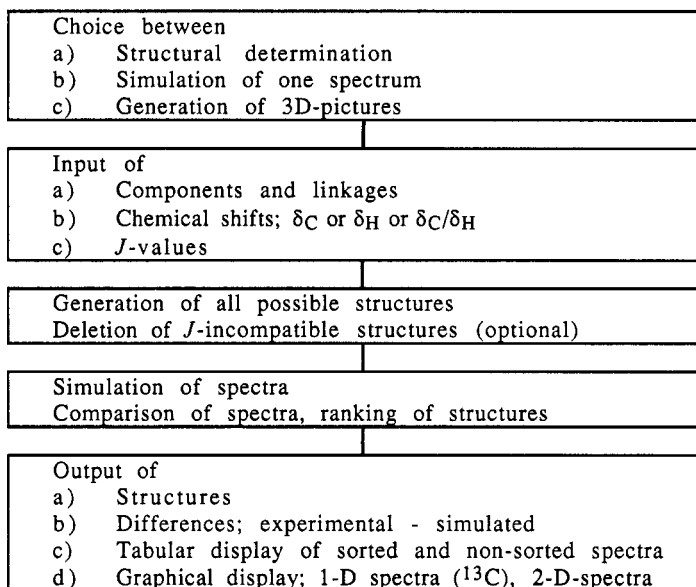 Choice between
a) Structural determination
b) Simulation of one spectrum
c) Generation of 3D-pictures
Input of
a) Components and linkages
b) Chemical shifts; δC or δH or δC/δH
c) J-values
Generation of all possible structures
Deletion of J-incompatible structures (optional)
Simulation of spectra
Comparison of spectra, ranking of structures
Output of
a) Structures
b) Differences; experimental - simulated
c) Tabular display of sorted and non-sorted spectra
d) Graphical display; 1-D spectra (¹³C), 2-D-spectra